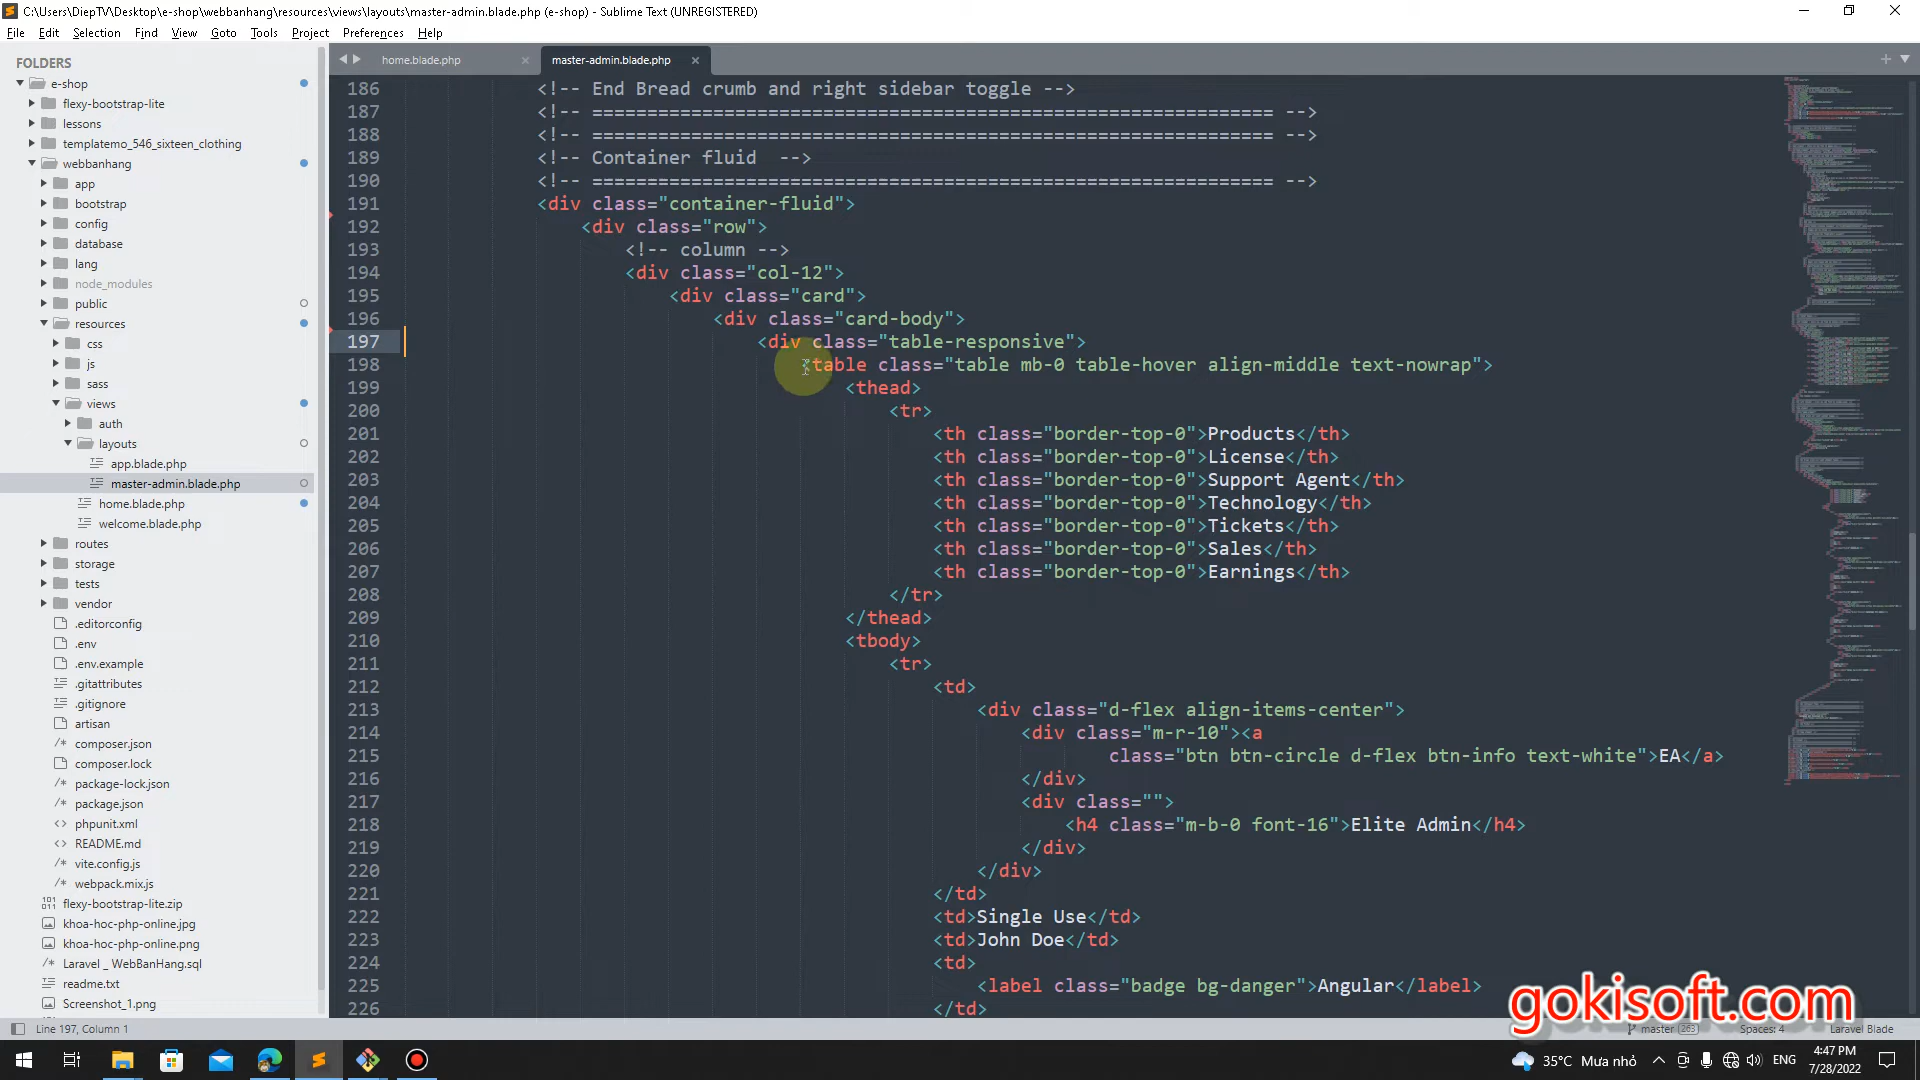 C:\Users\DiepTV\Desktop\e-shop\webbanhang\resources\views\layouts\master-admin.blade.php (e-shop) - Sublime Text (UNREGISTERED)
File Edit Selection Find View Goto Tools Project Preferences Help
FOLDERS
e-shop
flexy-bootstrap-lite
lessons
templatemo_546_sixteen_clothing
webbanhang
app
bootstrap
config
database
lang
node_modules
public
resources
css
js
sass
views
auth
layouts
app.blade.php
master-admin.blade.php
home.blade.php
welcome.blade.php
routes
storage
tests
vendor
.editorconfig
.env
.env.example
.gitattributes
.gitignore
artisan
composer.json
composer.lock
package-lock.json
package.json
phpunit.xml
README.md
vite.config.js
webpack.mix.js
flexy-bootstrap-lite.zip
khoa-hoc-php-online.jpg
khoa-hoc-php-online.png
Laravel _ WebBanHang.sql
readme.txt
Screenshot_1.png
home.blade.php × master-admin.blade.php ×
186 <!-- End Bread crumb and right sidebar toggle -->
187 <!-- ============================================================== -->
188 <!-- ============================================================== -->
189 <!-- Container fluid  -->
190 <!-- ============================================================== -->
191 <div class="container-fluid">
192 <div class="row">
193 <!-- column -->
194 <div class="col-12">
195 <div class="card">
196 <div class="card-body">
197 <div class="table-responsive">
198 <table class="table mb-0 table-hover align-middle text-nowrap">
199 <thead>
200 <tr>
201 <th class="border-top-0">Products</th>
202 <th class="border-top-0">License</th>
203 <th class="border-top-0">Support Agent</th>
204 <th class="border-top-0">Technology</th>
205 <th class="border-top-0">Tickets</th>
206 <th class="border-top-0">Sales</th>
207 <th class="border-top-0">Earnings</th>
208 </tr>
209 </thead>
210 <tbody>
211 <tr>
212 <td>
213 <div class="d-flex align-items-center">
214 <div class="m-r-10"><a
215 class="btn btn-circle d-flex btn-info text-white">EA</a>
216 </div>
217 <div class="">
218 <h4 class="m-b-0 font-16">Elite Admin</h4>
219 </div>
220 </div>
221 </td>
222 <td>Single Use</td>
223 <td>John Doe</td>
224 <td>
225 <label class="badge bg-danger">Angular</label>
226 </td>
gokisoft.com
Line 197, Column 1 master 263 Spaces: 4 Laravel Blade
35°C Mưa nhỏ ENG 4:47 PM
7/28/2022